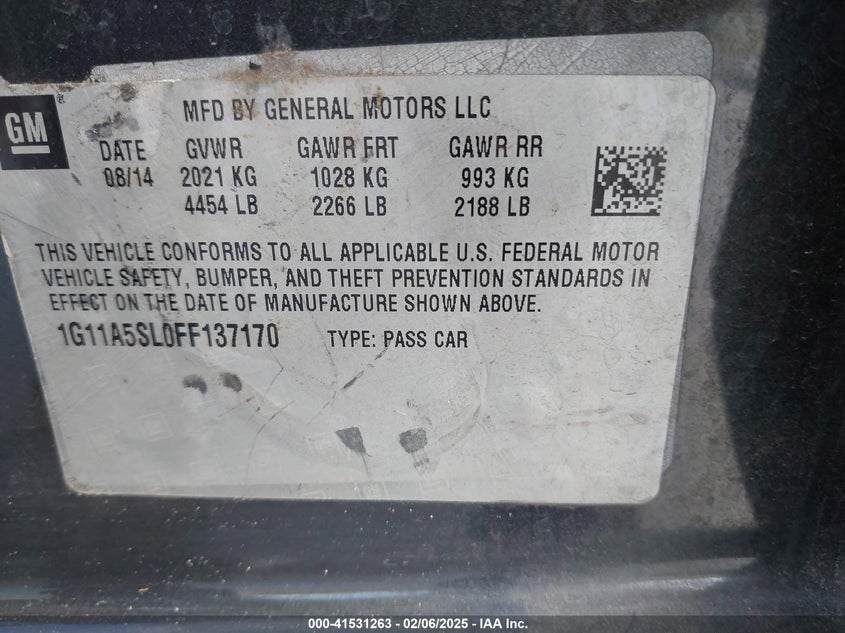 GM
®
MFD BY GENERAL MOTORS LLC
DATE GVWR GAWR FRT GAWR RR
08/14 2021 KG 1028 KG 993 KG
4454 LB 2266 LB 2188 LB
THIS VEHICLE CONFORMS TO ALL APPLICABLE U.S. FEDERAL MOTOR
VEHICLE SAFETY, BUMPER, AND THEFT PREVENTION STANDARDS IN
EFFECT ON THE DATE OF MANUFACTURE SHOWN ABOVE.
1G11A5SL0FF137170 TYPE: PASS CAR
000-41531263 - 02/06/2025 - IAA Inc.